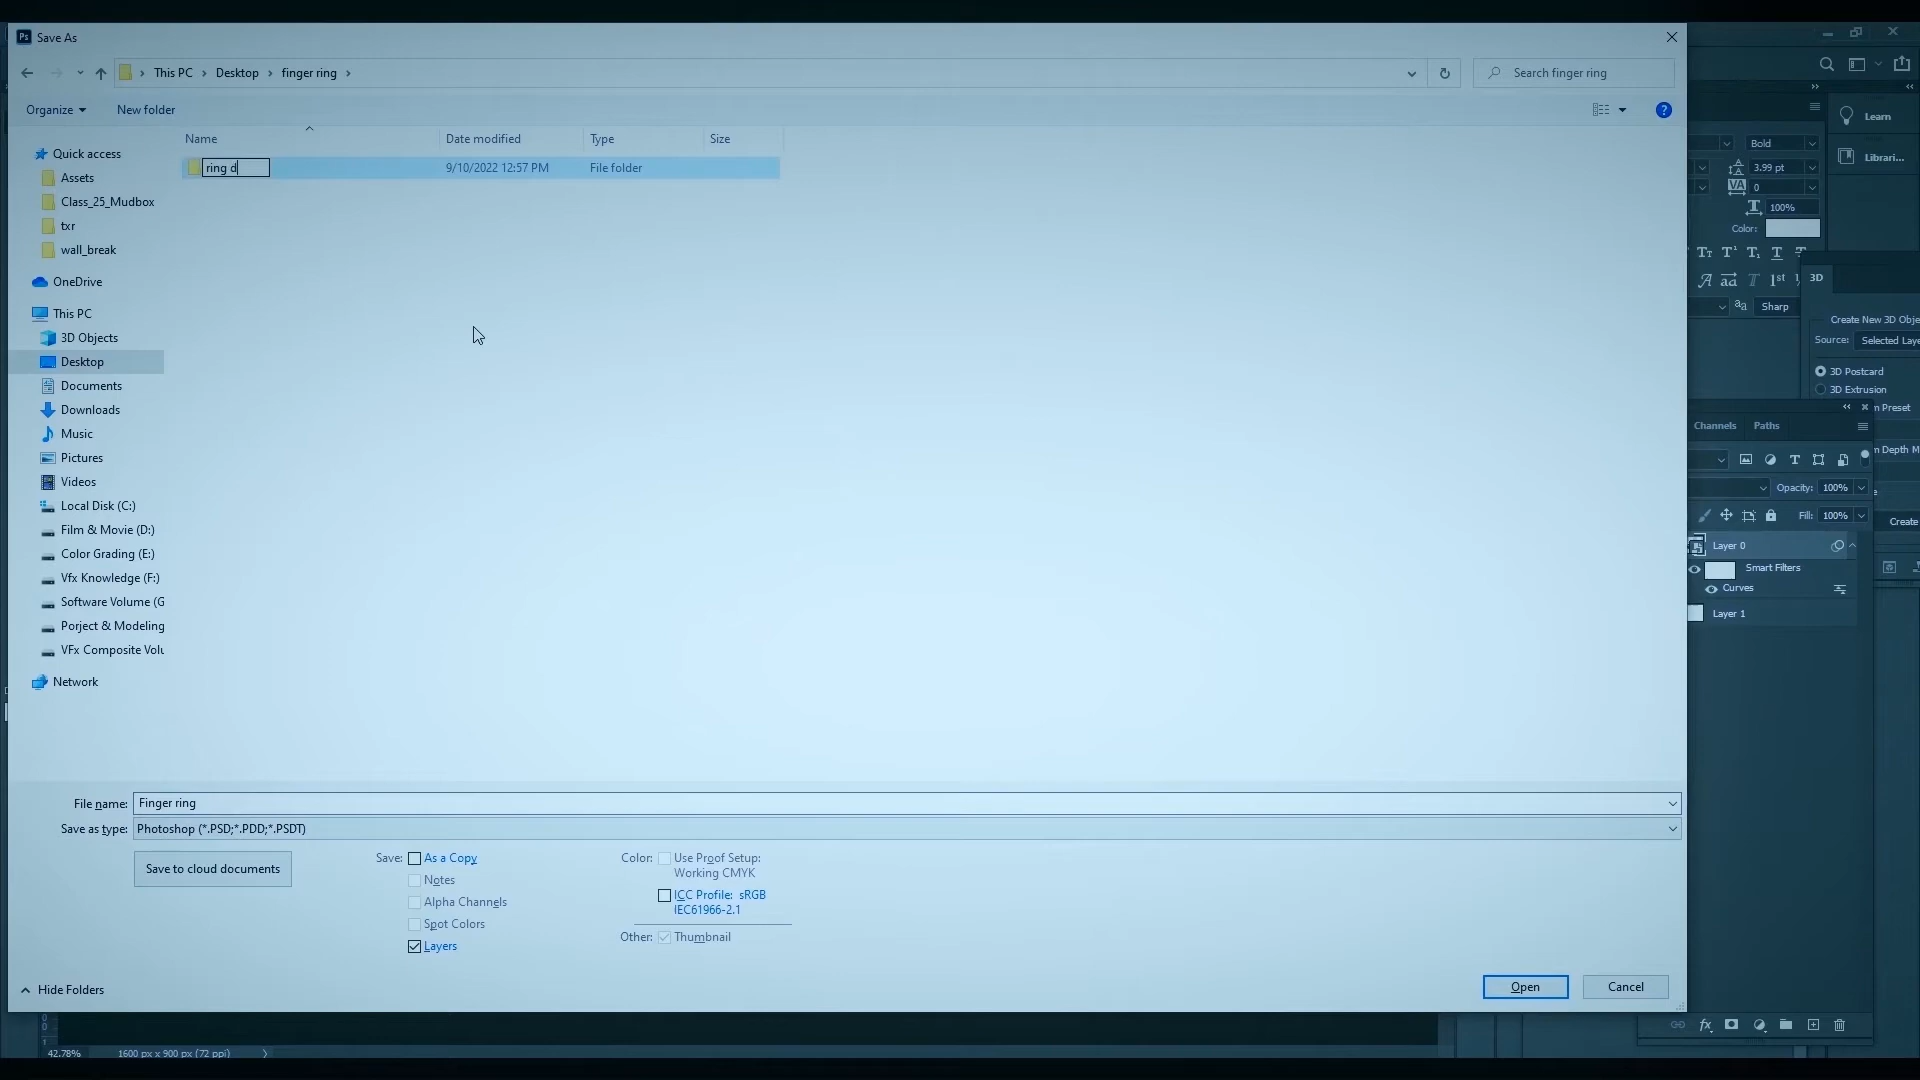 Save As
This PC Desktop finger ring
Search finger ring
Organize New folder
Name Date modified Type Size
ring d 9/10/2022 12:57 PM File folder
Quick access
Assets
Class_25_Mudbox
txr
wall_break
OneDrive
This PC
3D Objects
Desktop
Documents
Downloads
Music
Pictures
Videos
Local Disk (C:)
Film & Movie (D:)
Color Grading (E:)
Vfx Knowledge (F:)
Software Volume (G
Porject & Modeling
VFx Composite Volu
Network
File name: Finger ring
Save as type: Photoshop (*.PSD;*.PDD;*.PSDT)
Save to cloud documents
Save: As a Copy
Notes
Alpha Channels
Spot Colors
Layers
Color: Use Proof Setup:
Working CMYK
ICC Profile: sRGB
IEC61966-2.1
Other: Thumbnail
Hide Folders
Open Cancel
Learn
Librari...
Bold
3.99 pt
0
100%
Color:
3D
Sharp
Create New 3D Obje
Source: Selected Laye
3D Postcard
3D Extrusion
m Preset
Channels Paths
m Depth M
Opacity: 100%
Fill: 100%
Create
Layer 0
Smart Filters
Curves
Layer 1
42.78% 1600 px x 900 px (72 ppi)